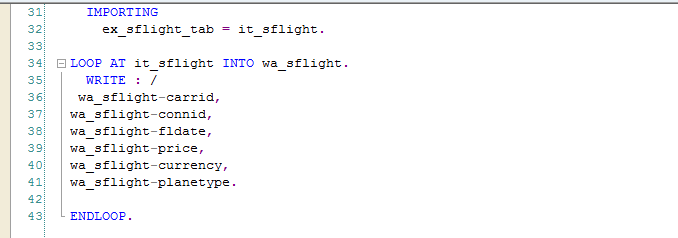 31 IMPORTING
32 ex_sflight_tab = it_sflight.
33
34 LOOP AT it_sflight INTO wa_sflight.
35 WRITE : /
36 wa_sflight-carrid,
37 wa_sflight-connid,
38 wa_sflight-fldate,
39 wa_sflight-price,
40 wa_sflight-currency,
41 wa_sflight-planetype.
42
43 ENDLOOP.